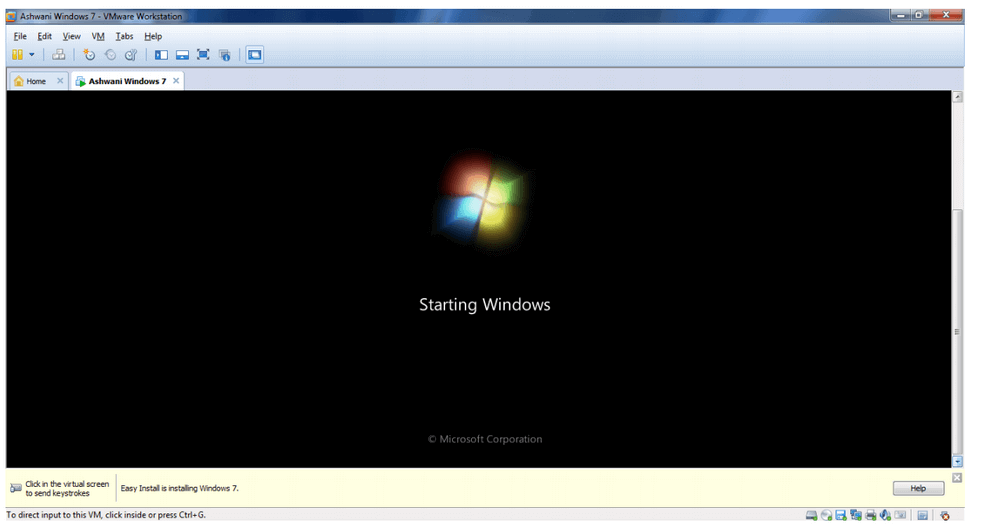 Ashwani Windows 7 - VMware Workstation
File Edit View VM Tabs Help
Home Ashwani Windows 7
Starting Windows
© Microsoft Corporation
Click in the virtual screen
to send keystrokes
Easy Install is installing Windows 7.
Help
To direct input to this VM, click inside or press Ctrl+G.